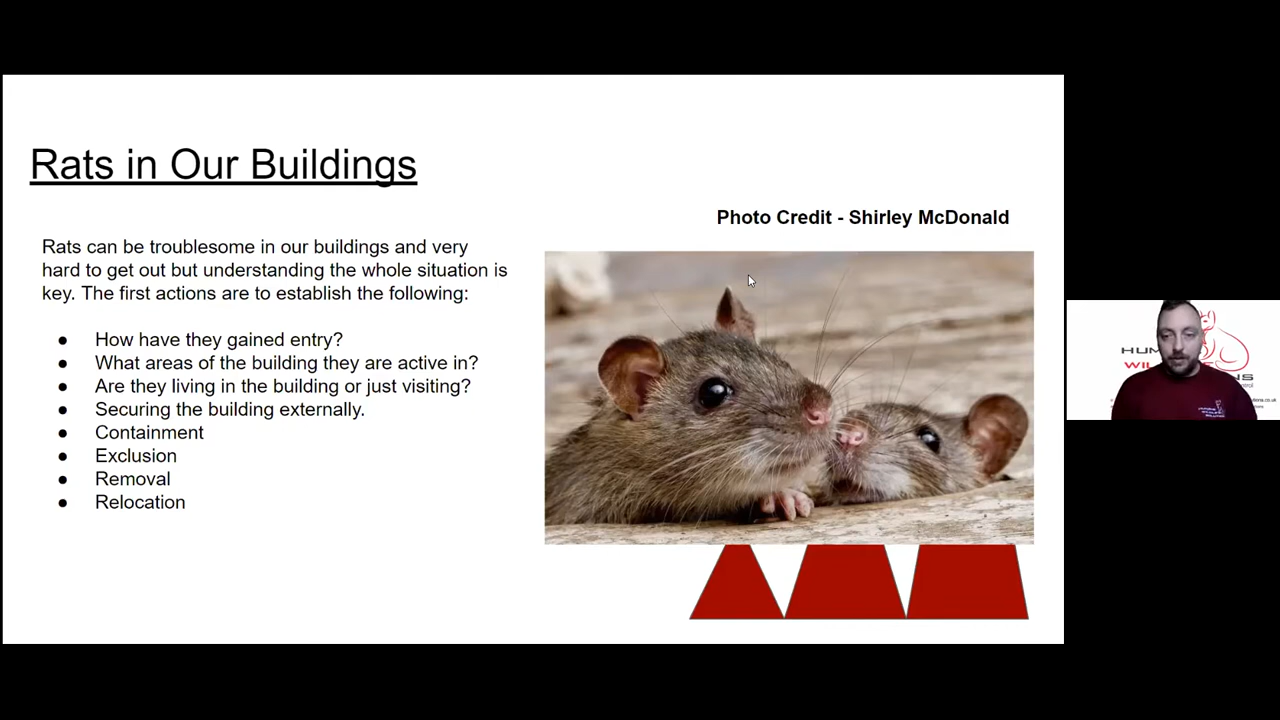 Rats in Our Buildings
Photo Credit - Shirley McDonald
Rats can be troublesome in our buildings and very
hard to get out but understanding the whole situation is
key. The first actions are to establish the following:
● How have they gained entry?
● What areas of the building they are active in?
● Are they living in the building or just visiting?
● Securing the building externally.
● Containment
● Exclusion
● Removal
● Relocation
HUM
WIL
NS